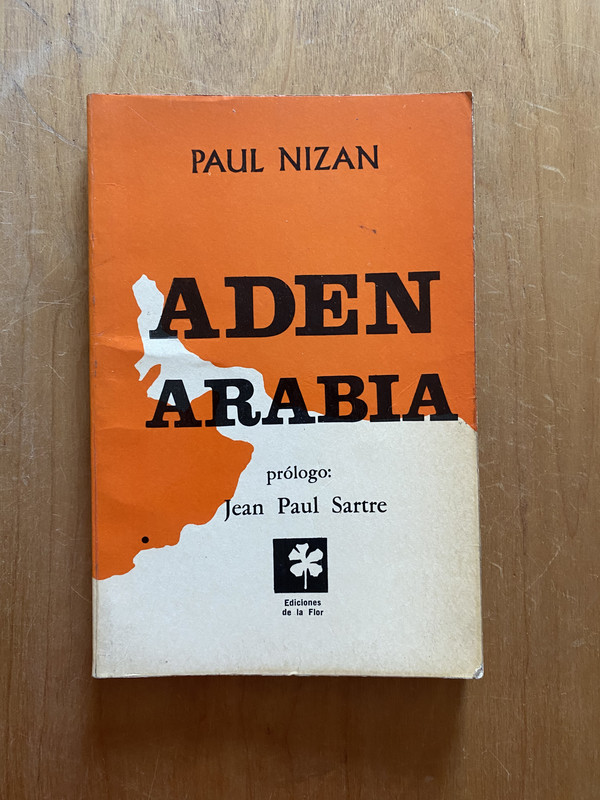 PAUL NIZAN
ADEN
ARABIA
prólogo:
Jean Paul Sartre
Ediciones
de la Flor